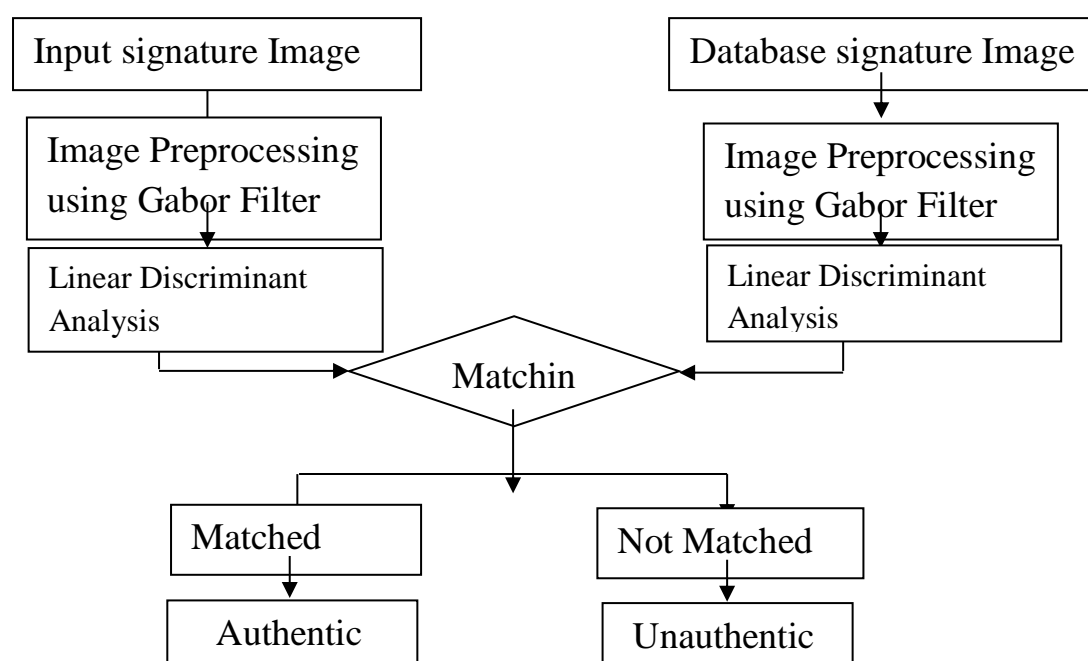 Input signature Image
Database signature Image
Image Preprocessing
using Gabor Filter
Image Preprocessing
using Gabor Filter
Linear Discriminant
Analysis
Linear Discriminant
Analysis
Matchin
Matched
Not Matched
Authentic
Unauthentic